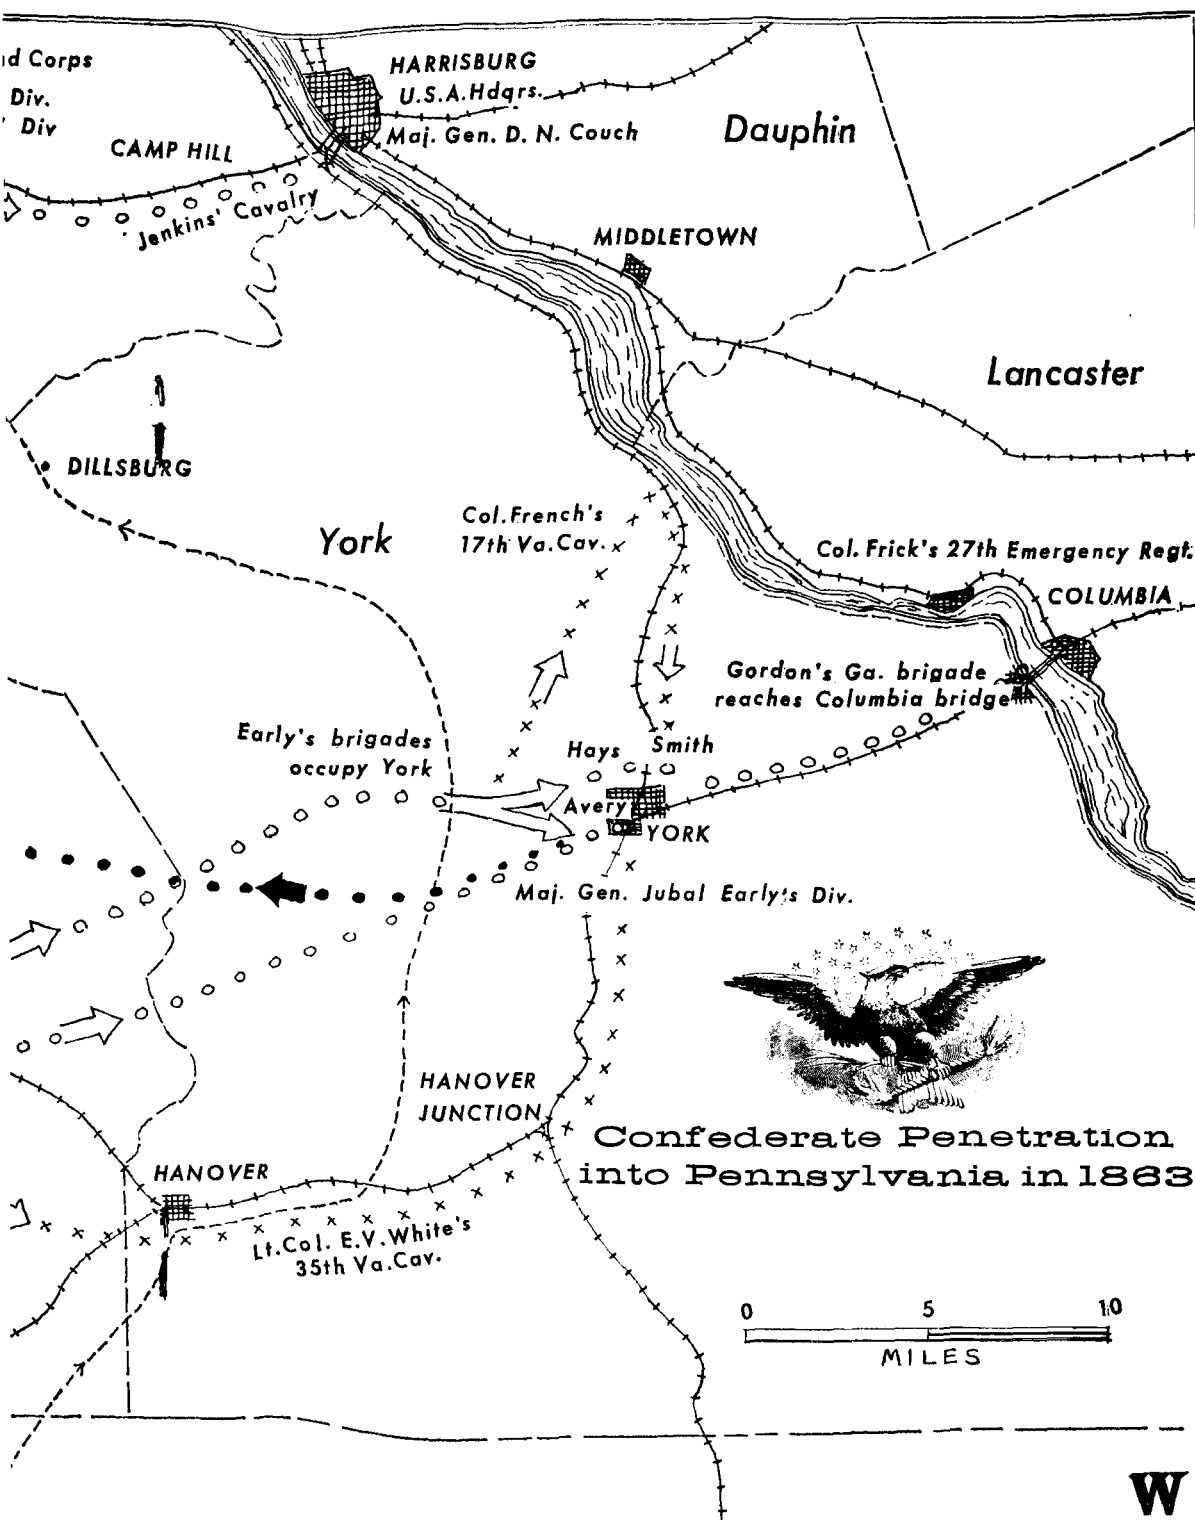 d Corps
Div.
Div
HARRISBURG
U.S.A.Hdqrs.
Maj. Gen. D. N. Couch
Dauphin
CAMP HILL
Jenkins' Cavalry
MIDDLETOWN
Lancaster
DILLSBURG
York
Col.French's
17th Va.Cav.
Col. Frick's 27th Emergency Regt.
COLUMBIA
Gordon's Ga. brigade
reaches Columbia bridge
Early's brigades
occupy York
Hays
Smith
Avery
YORK
Maj. Gen. Jubal Early's Div.
HANOVER
JUNCTION
Confederate Penetration
into Pennsylvania in 1863
HANOVER
Lt.Col. E.V.White's
35th Va.Cav.
0 5 10
MILES
W